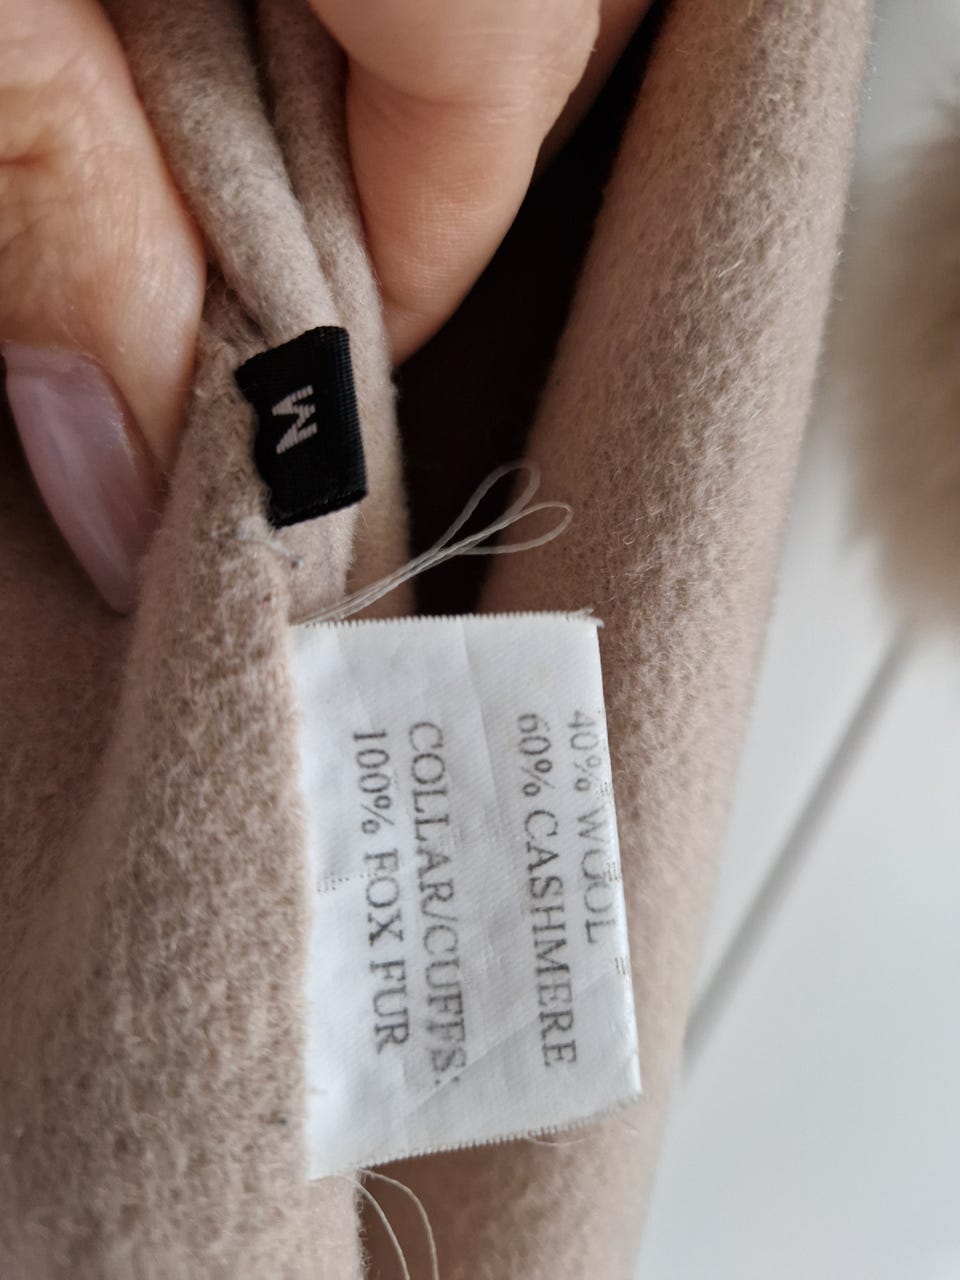 M
40% WOOL
60% CASHMERE
COLLAR/CUFFS:
100% FOX FUR